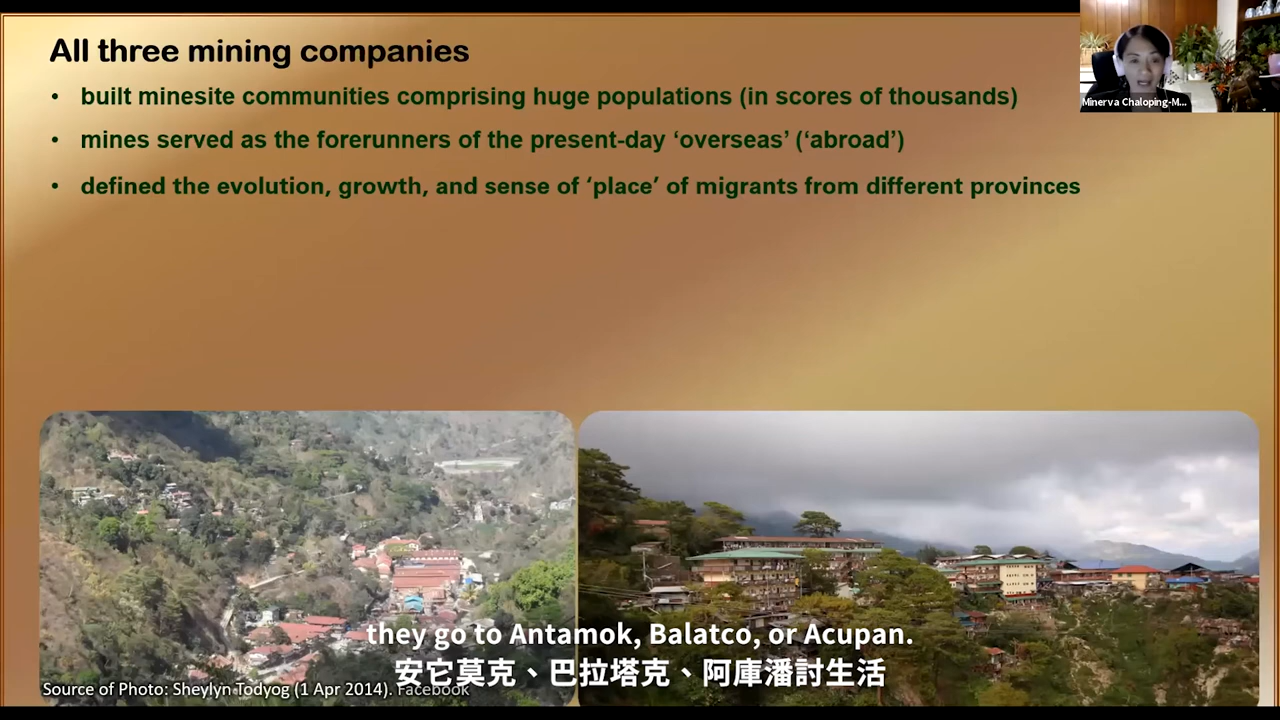 All three mining companies
• built minesite communities comprising huge populations (in scores of thousands)
• mines served as the forerunners of the present-day ‘overseas’ (‘abroad’)
• defined the evolution, growth, and sense of ‘place’ of migrants from different provinces
Minerva Chaloping-M...
they go to Antamok, Balatco, or Acupan.
安它莫克、巴拉塔克、阿庫潘討生活
Source of Photo: Sheylyn Todyog (1 Apr 2014). Facebook